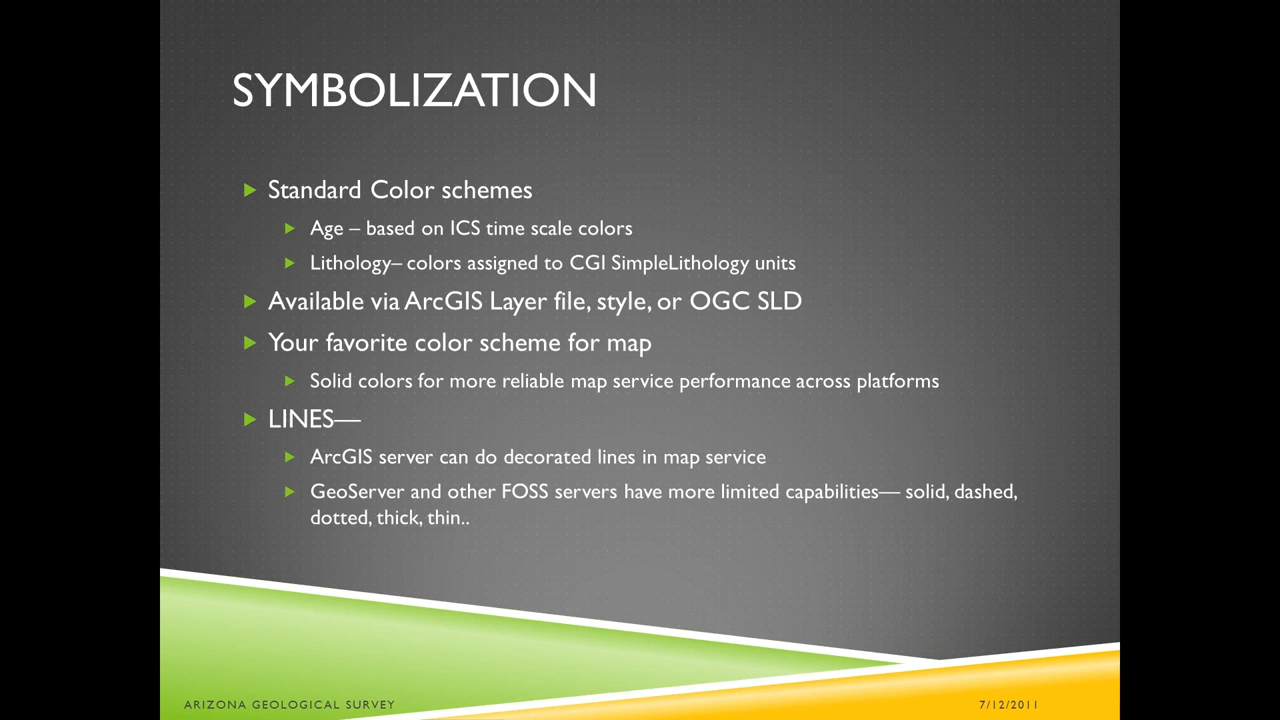 SYMBOLIZATION
Standard Color schemes
Age – based on ICS time scale colors
Lithology– colors assigned to CGI SimpleLithology units
Available via ArcGIS Layer file, style, or OGC SLD
Your favorite color scheme for map
Solid colors for more reliable map service performance across platforms
LINES—
ArcGIS server can do decorated lines in map service
GeoServer and other FOSS servers have more limited capabilities— solid, dashed,
dotted, thick, thin..
ARIZONA GEOLOGICAL SURVEY
7/12/2011